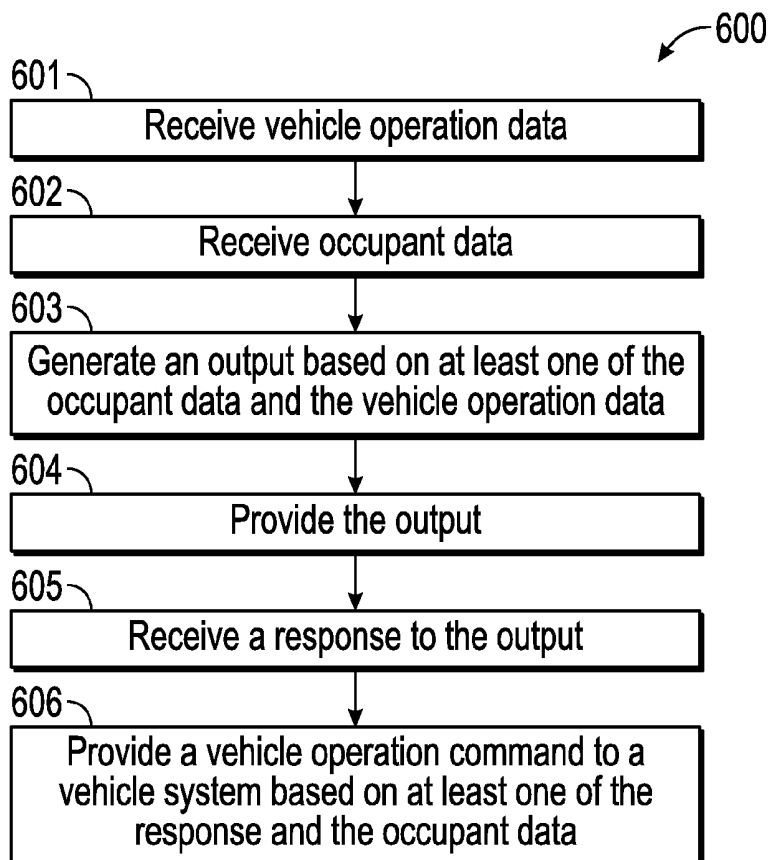 600
601
Receive vehicle operation data
602
Receive occupant data
603
Generate an output based on at least one of the
occupant data and the vehicle operation data
604
Provide the output
605
Receive a response to the output
606
Provide a vehicle operation command to a
vehicle system based on at least one of the
response and the occupant data